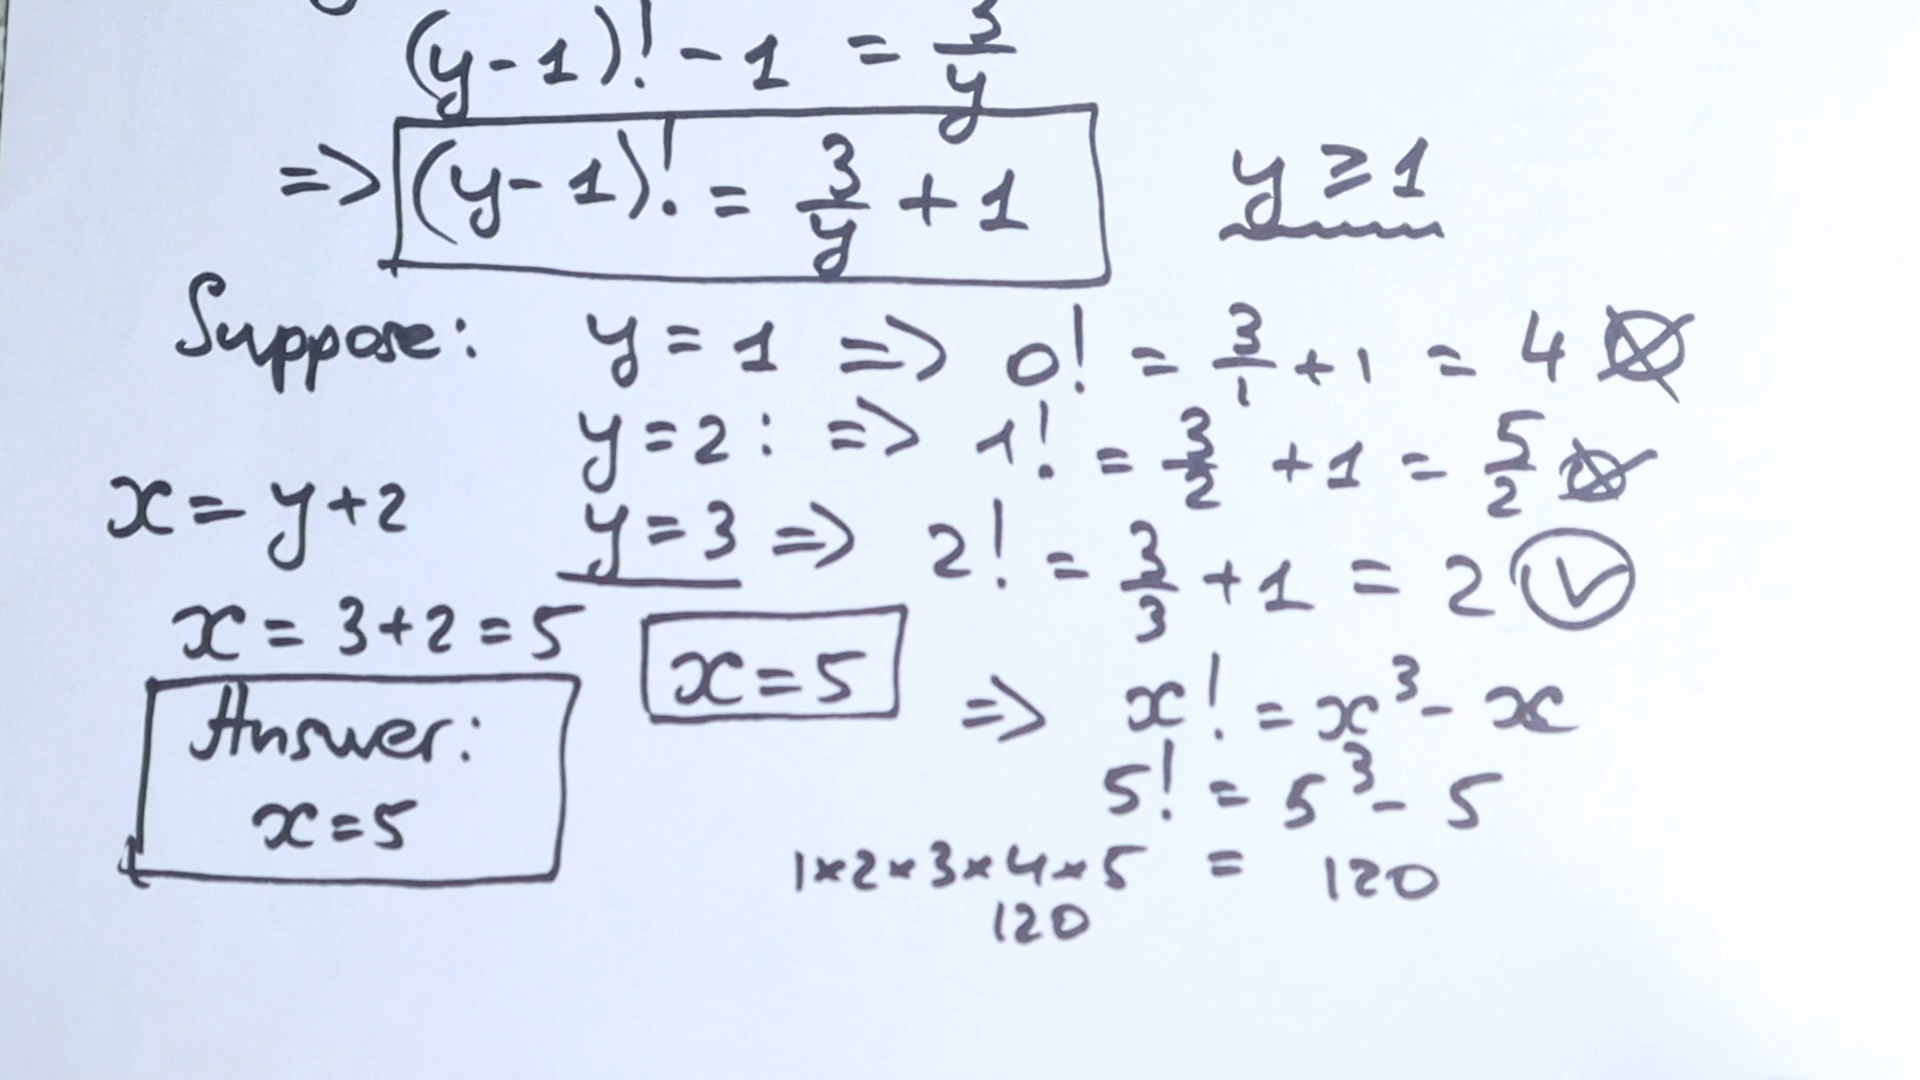 (y-1)! - 1 = 3/y
=> (y-1)! = 3/y + 1
y ≥ 1
Suppose: y = 1 => 0! = 3/1 + 1 = 4
y = 2 : => 1! = 3/2 + 1 = 5/2
y = 3 => 2! = 3/3 + 1 = 2
x = y+2
x = 3+2 = 5
x = 5
Answer:
x = 5
=> x! = x³ - x
5! = 5³ - 5
1×2×3×4×5 = 120
120